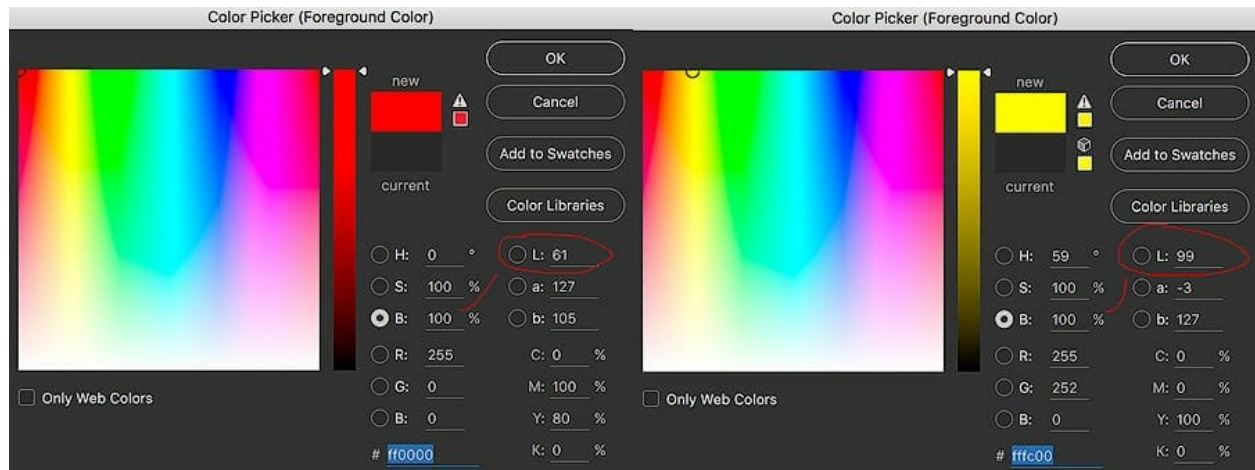 Color Picker (Foreground Color)
new
current
OK
Cancel
Add to Swatches
Color Libraries
H: 0 °
S: 100 %
B: 100 %
R: 255
G: 0
B: 0
# ff0000
L: 61
a: 127
b: 105
C: 0 %
M: 100 %
Y: 80 %
K: 0 %
Only Web Colors
Color Picker (Foreground Color)
new
current
OK
Cancel
Add to Swatches
Color Libraries
H: 59 °
S: 100 %
B: 100 %
R: 255
G: 252
B: 0
# fffc00
L: 99
a: -3
b: 127
C: 0 %
M: 0 %
Y: 100 %
K: 0 %
Only Web Colors